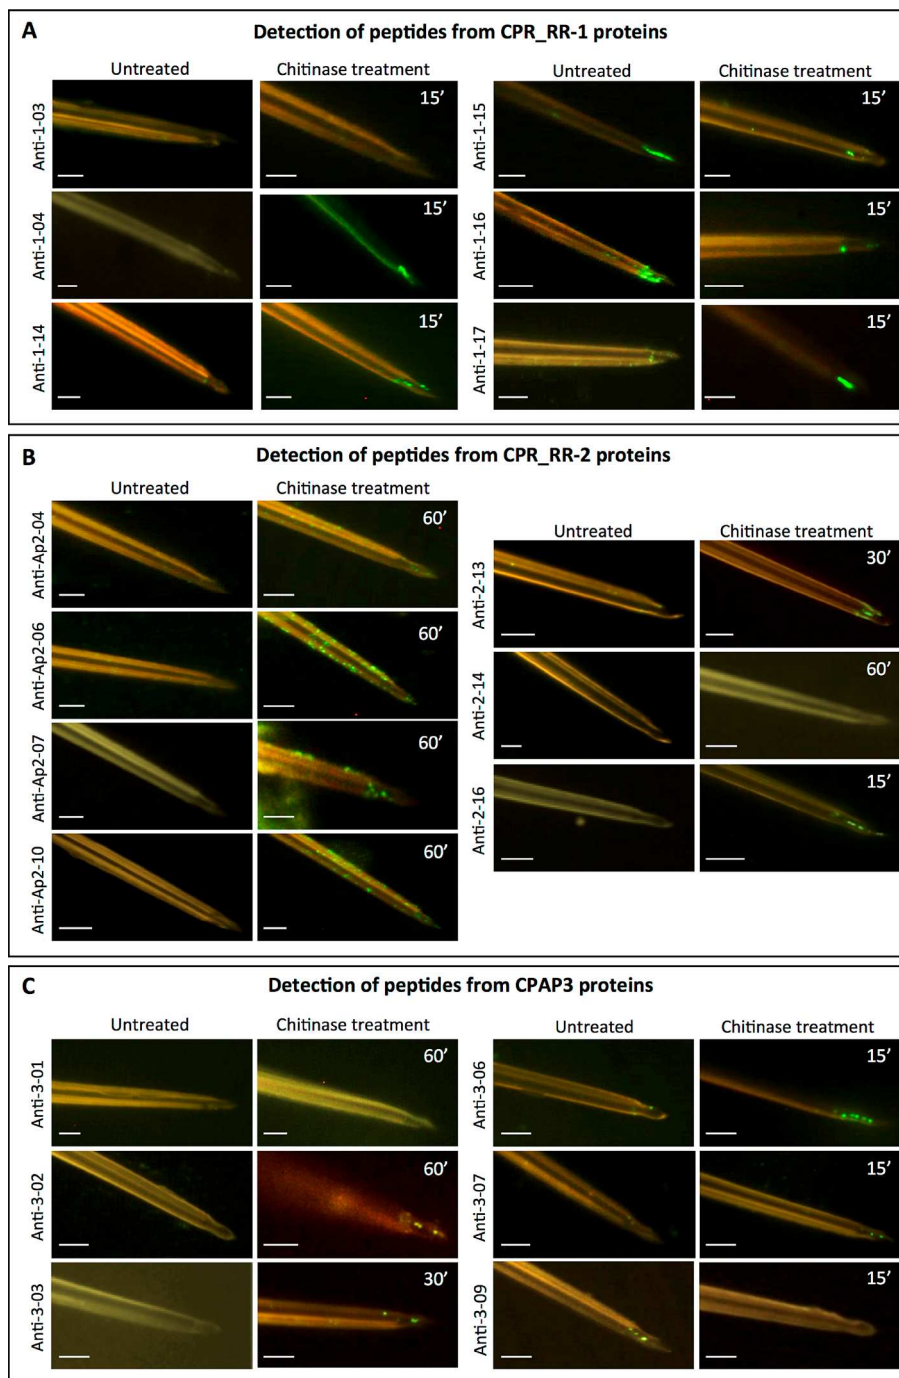 A
Detection of peptides from CPR_RR-1 proteins
Untreated
Chitinase treatment
Anti-1-03
15'
Anti-1-04
15'
Anti-1-14
15'
Untreated
Chitinase treatment
Anti-1-15
15'
Anti-1-16
15'
Anti-1-17
15'
B
Detection of peptides from CPR_RR-2 proteins
Untreated
Chitinase treatment
Anti-Ap2-04
60'
Anti-Ap2-06
60'
Anti-Ap2-07
60'
Anti-Ap2-10
60'
Untreated
Chitinase treatment
Anti-2-13
30'
Anti-2-14
60'
Anti-2-16
15'
C
Detection of peptides from CPAP3 proteins
Untreated
Chitinase treatment
Anti-3-01
60'
Anti-3-02
60'
Anti-3-03
30'
Untreated
Chitinase treatment
Anti-3-06
15'
Anti-3-07
15'
Anti-3-09
15'